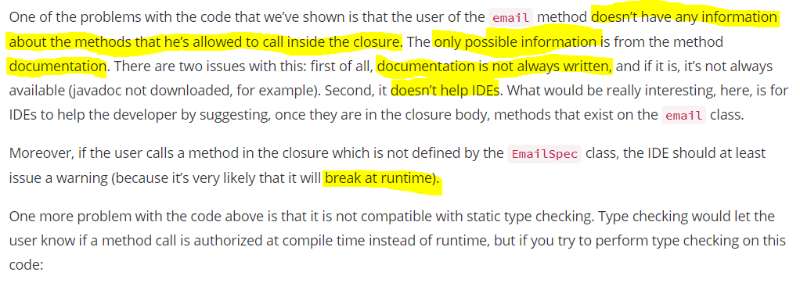 One of the problems with the code that we've shown is that the user of the email method doesn't have any information
about the methods that he's allowed to call inside the closure. The only possible information is from the method
documentation. There are two issues with this: first of all, documentation is not always written, and if it is, it's not always
available (javadoc not downloaded, for example). Second, it doesn't help IDEs. What would be really interesting, here, is for
IDEs to help the developer by suggesting, once they are in the closure body, methods that exist on the email class.
Moreover, if the user calls a method in the closure which is not defined by the EmailSpec class, the IDE should at least
issue a warning (because it's very likely that it will break at runtime).
One more problem with the code above is that it is not compatible with static type checking. Type checking would let the
user know if a method call is authorized at compile time instead of runtime, but if you try to perform type checking on this
code: